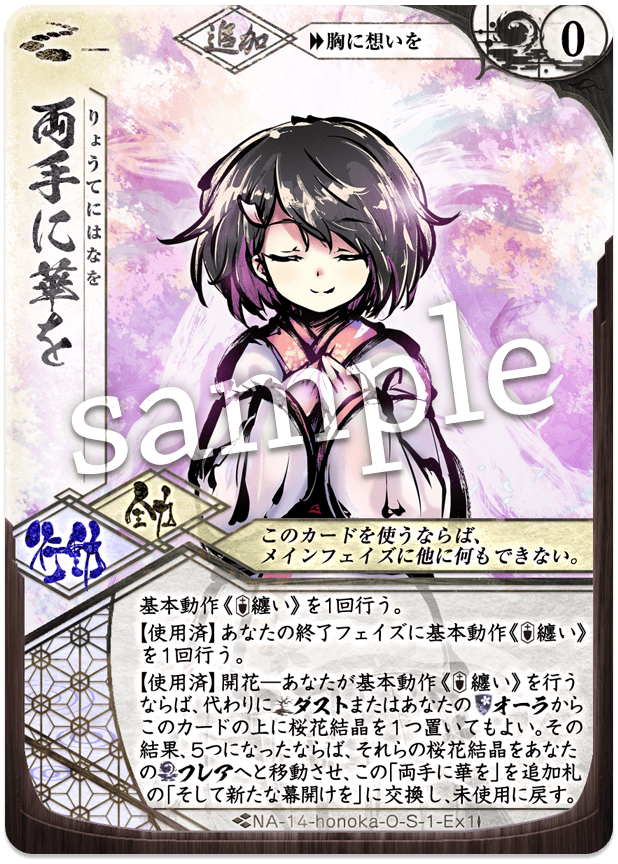 追加
胸に想いを
0
両手に華を
りょうてにはなを
sample
全力
行動
このカードを使うならば、
メインフェイズに他に何もできない。
基本動作《纏い》を1回行う。
【使用済】あなたの終了フェイズに基本動作《纏い》
を1回行う。
【使用済】開花―あなたが基本動作《纏い》を行う
ならば、代わりにダストまたはあなたのオーラから
このカードの上に桜花結晶を1つ置いてもよい。その
結果、5つになったならば、それらの桜花結晶をあなた
のフレアへと移動させ、この「両手に華を」を追加札
の「そして新たな幕開けを」に交換し、未使用に戻す。
NA-14-honoka-O-S-1-Ex1